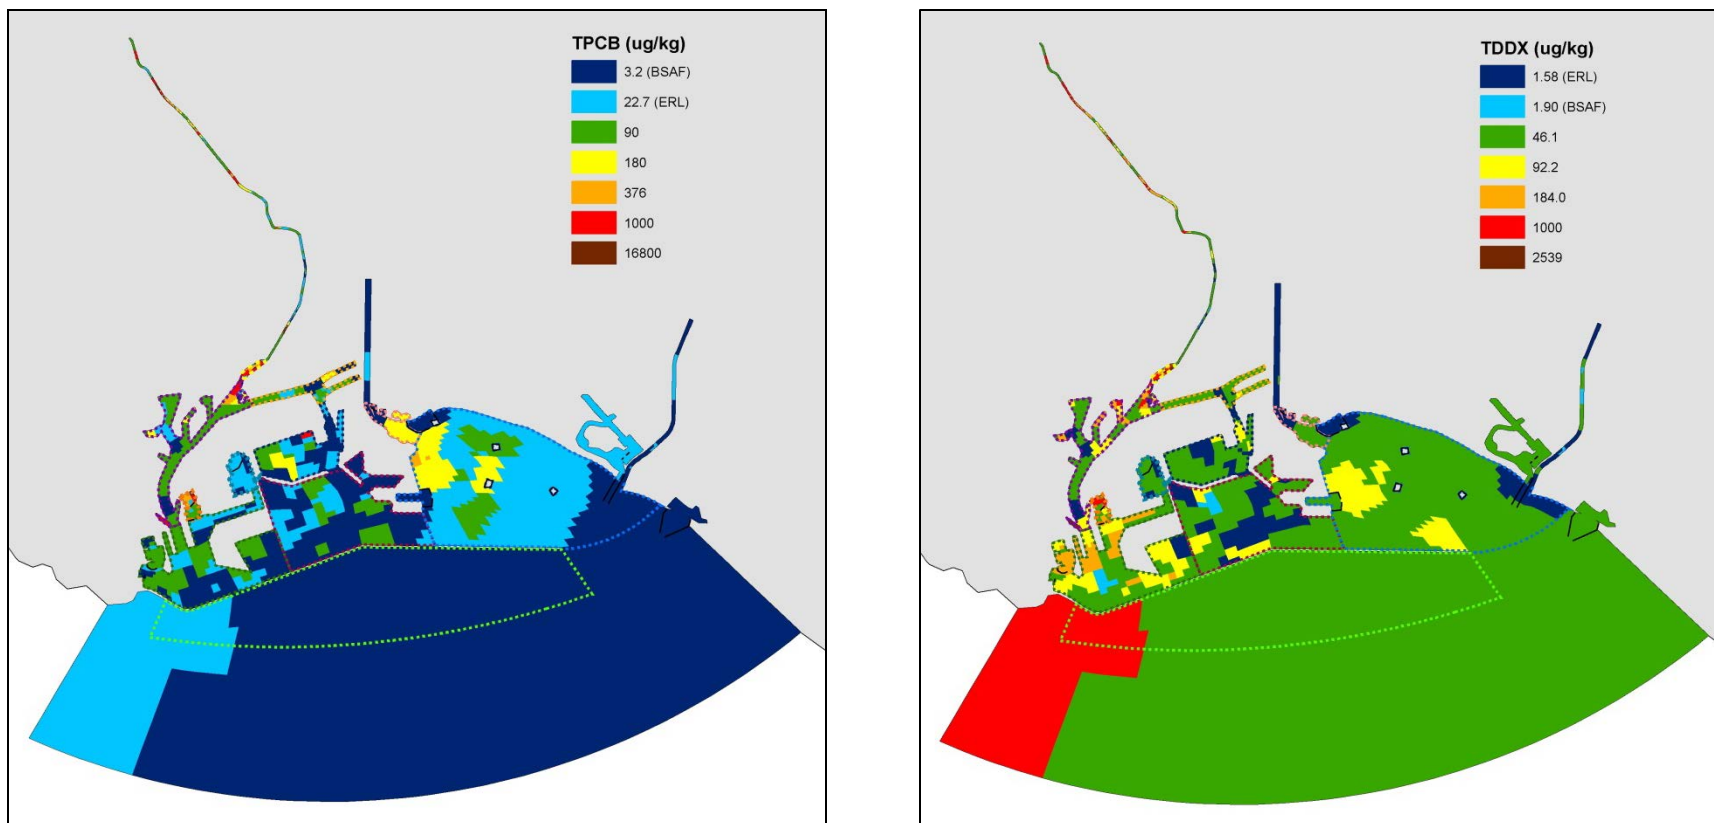 TPCB (ug/kg)
3.2 (BSAF)
22.7 (ERL)
90
180
376
1000
16800
TDDX (ug/kg)
1.58 (ERL)
1.90 (BSAF)
46.1
92.2
184.0
1000
2539